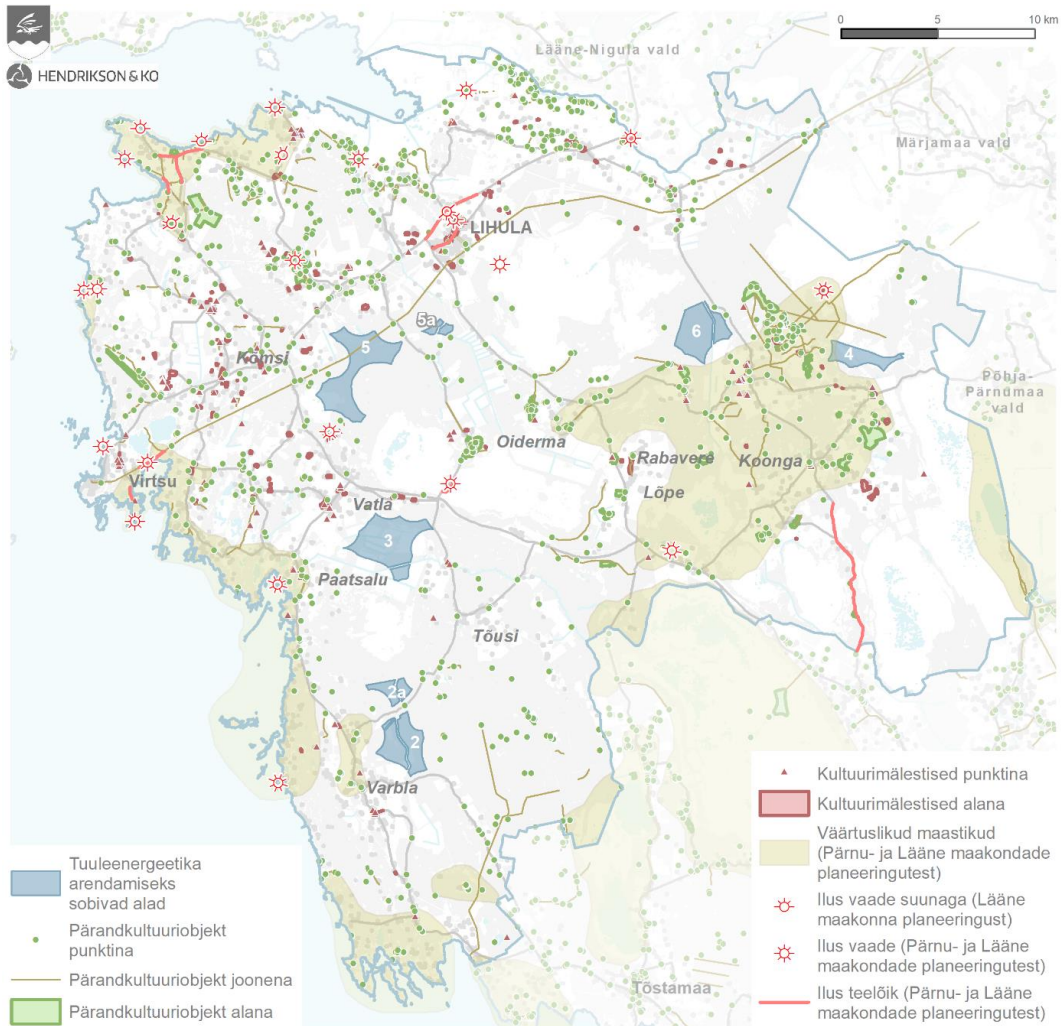 0 5 10 km
HENDRIKSON & KO
Lääne-Nigula vald
Märjamaa vald
LIHULA
5a
6
5
4
Kõmsi
Põhja-
Pärnumaa
vald
Oiderma
Rabavere
Koonga
Virtsu
Lõpe
Vatla
3
Paatsalu
Tõusi
2a
2
Varbla
Tõstamaa
Tuuleenergeetika
arendamiseks
sobivad alad
Pärandkultuuriobjekt
punktina
Pärandkultuuriobjekt joonena
Pärandkultuuriobjekt alana
Kultuurimälestised punktina
Kultuurimälestised alana
Väärtuslikud maastikud
(Pärnu- ja Lääne maakondade
planeeringutest)
Ilus vaade suunaga (Lääne
maakonna planeeringust)
Ilus vaade (Pärnu- ja Lääne
maakondade planeeringutest)
Ilus teelõik (Pärnu- ja Lääne
maakondade planeeringutest)